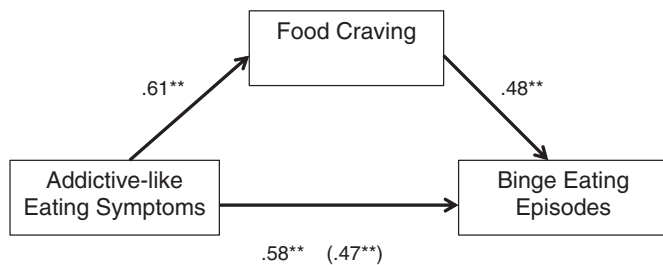 Food Craving
.61**
.48**
Addictive-like
Eating Symptoms
Binge Eating
Episodes
.58** (.47**)